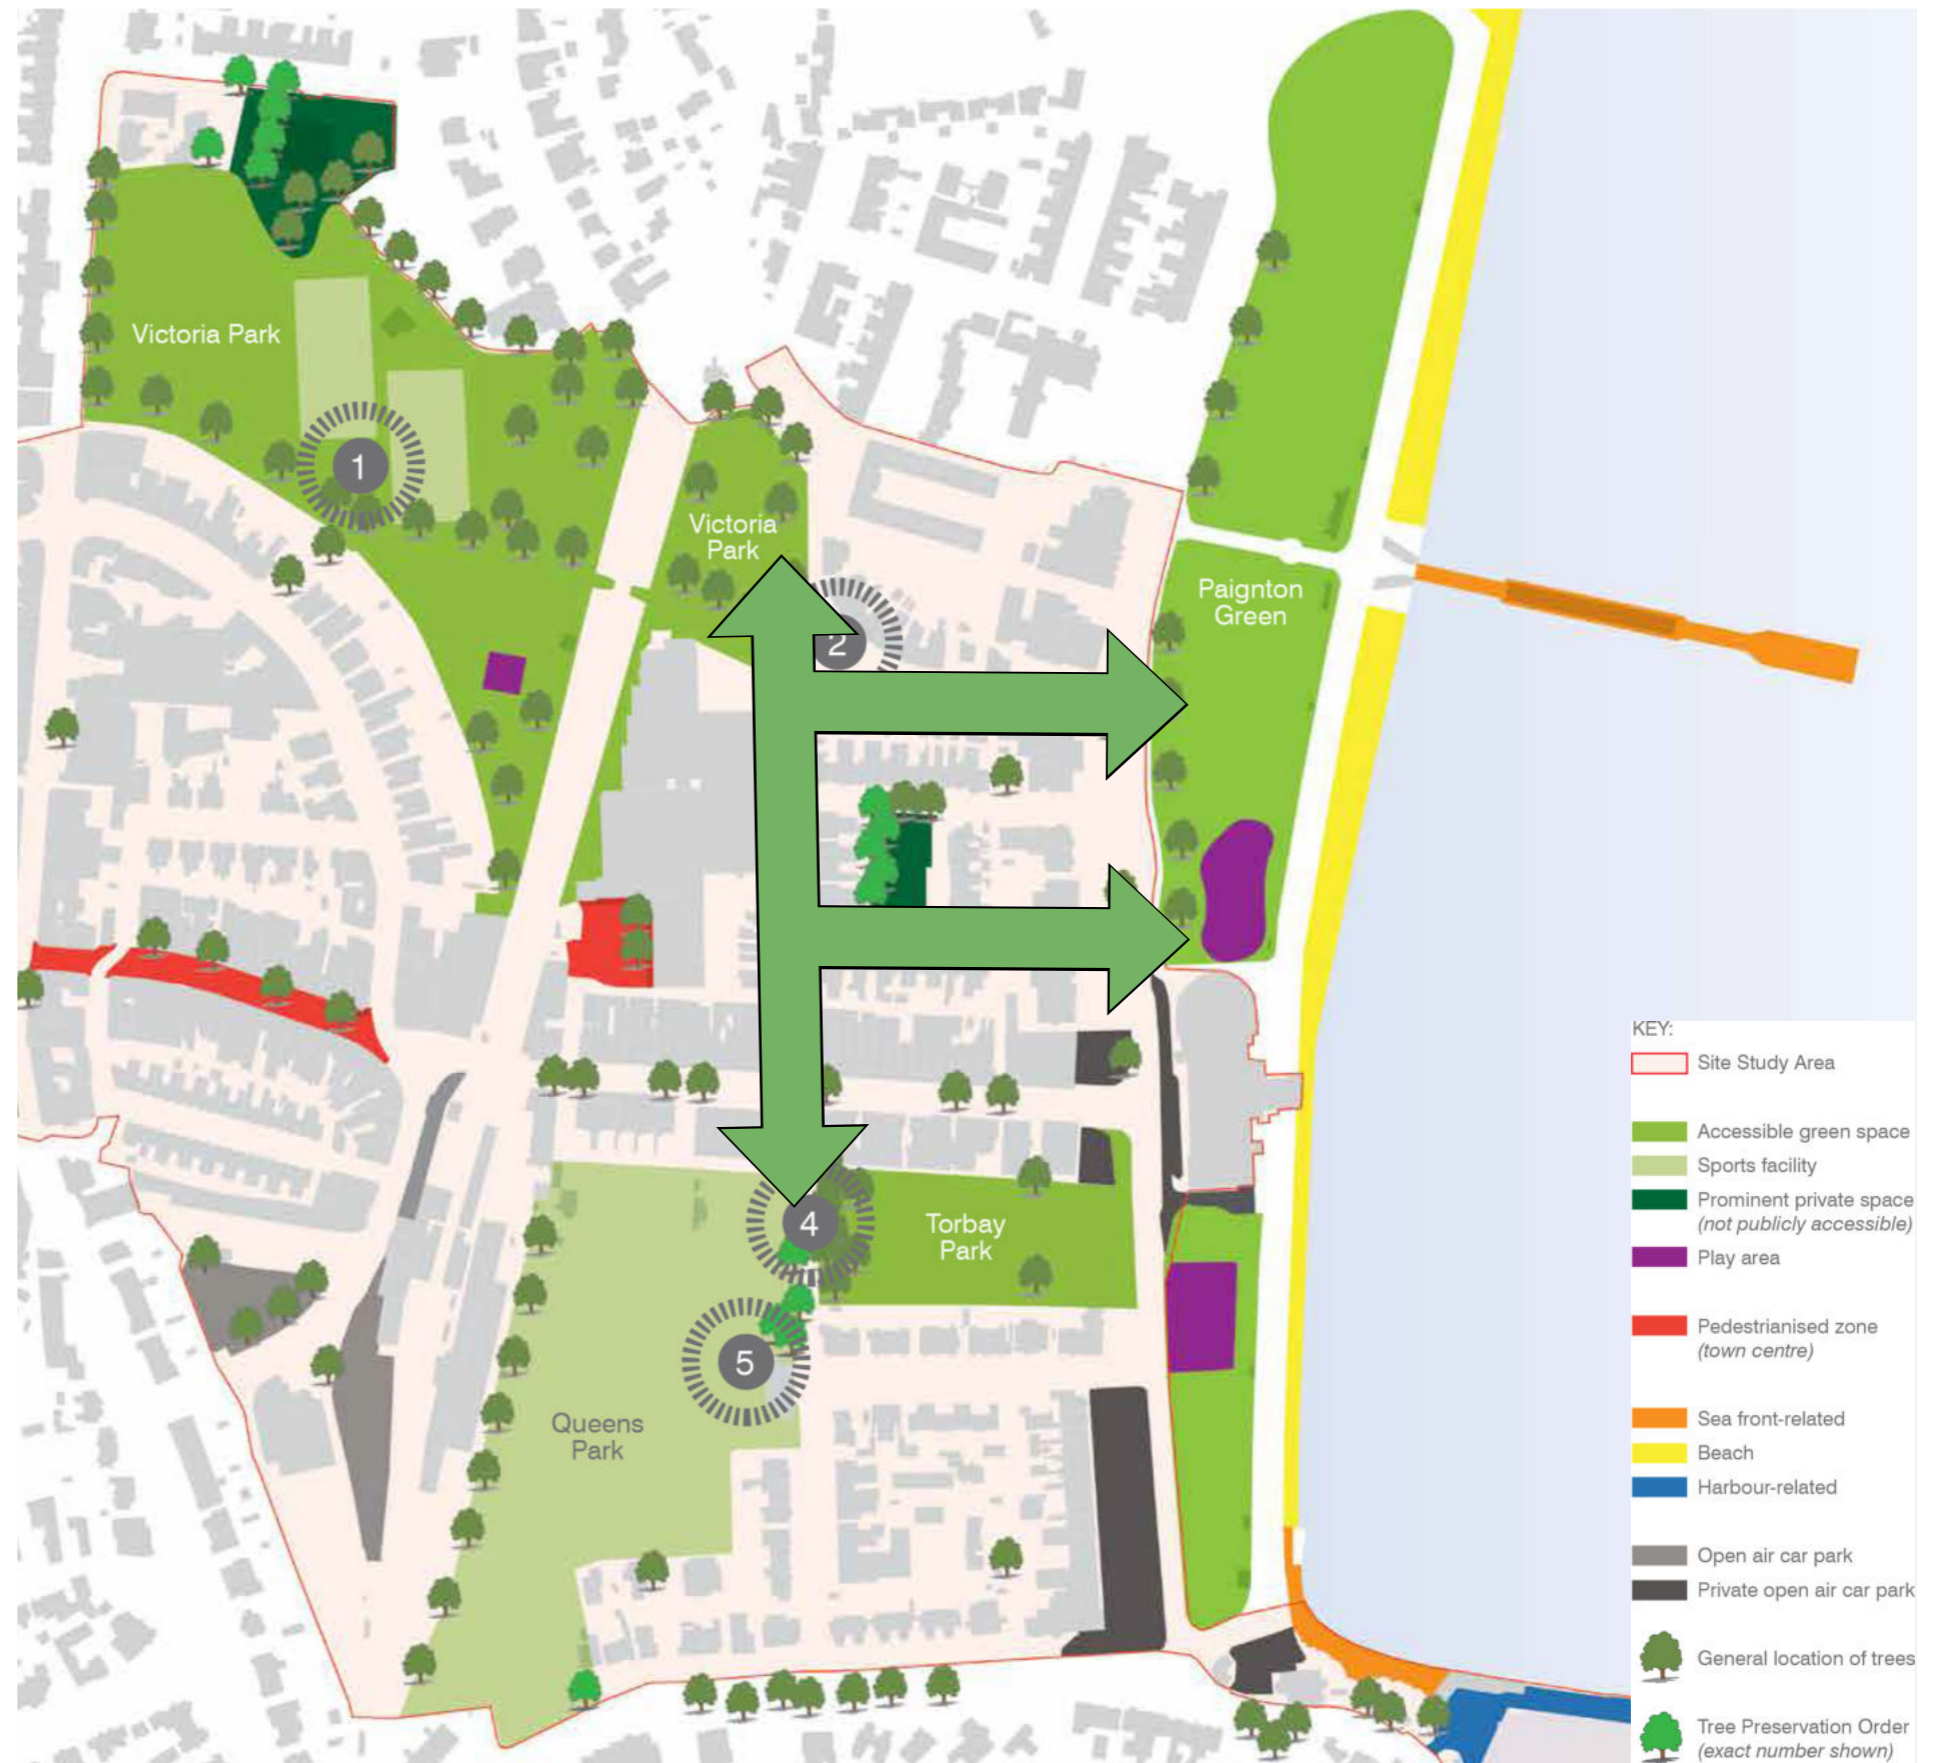 Victoria Park
1
Victoria
Park
2
Paignton
Green
4
Torbay
Park
5
Queens
Park
KEY:
Site Study Area
Accessible green space
Sports facility
Prominent private space
(not publicly accessible)
Play area
Pedestrianised zone
(town centre)
Sea front-related
Beach
Harbour-related
Open air car park
Private open air car park
General location of trees
Tree Preservation Order
(exact number shown)